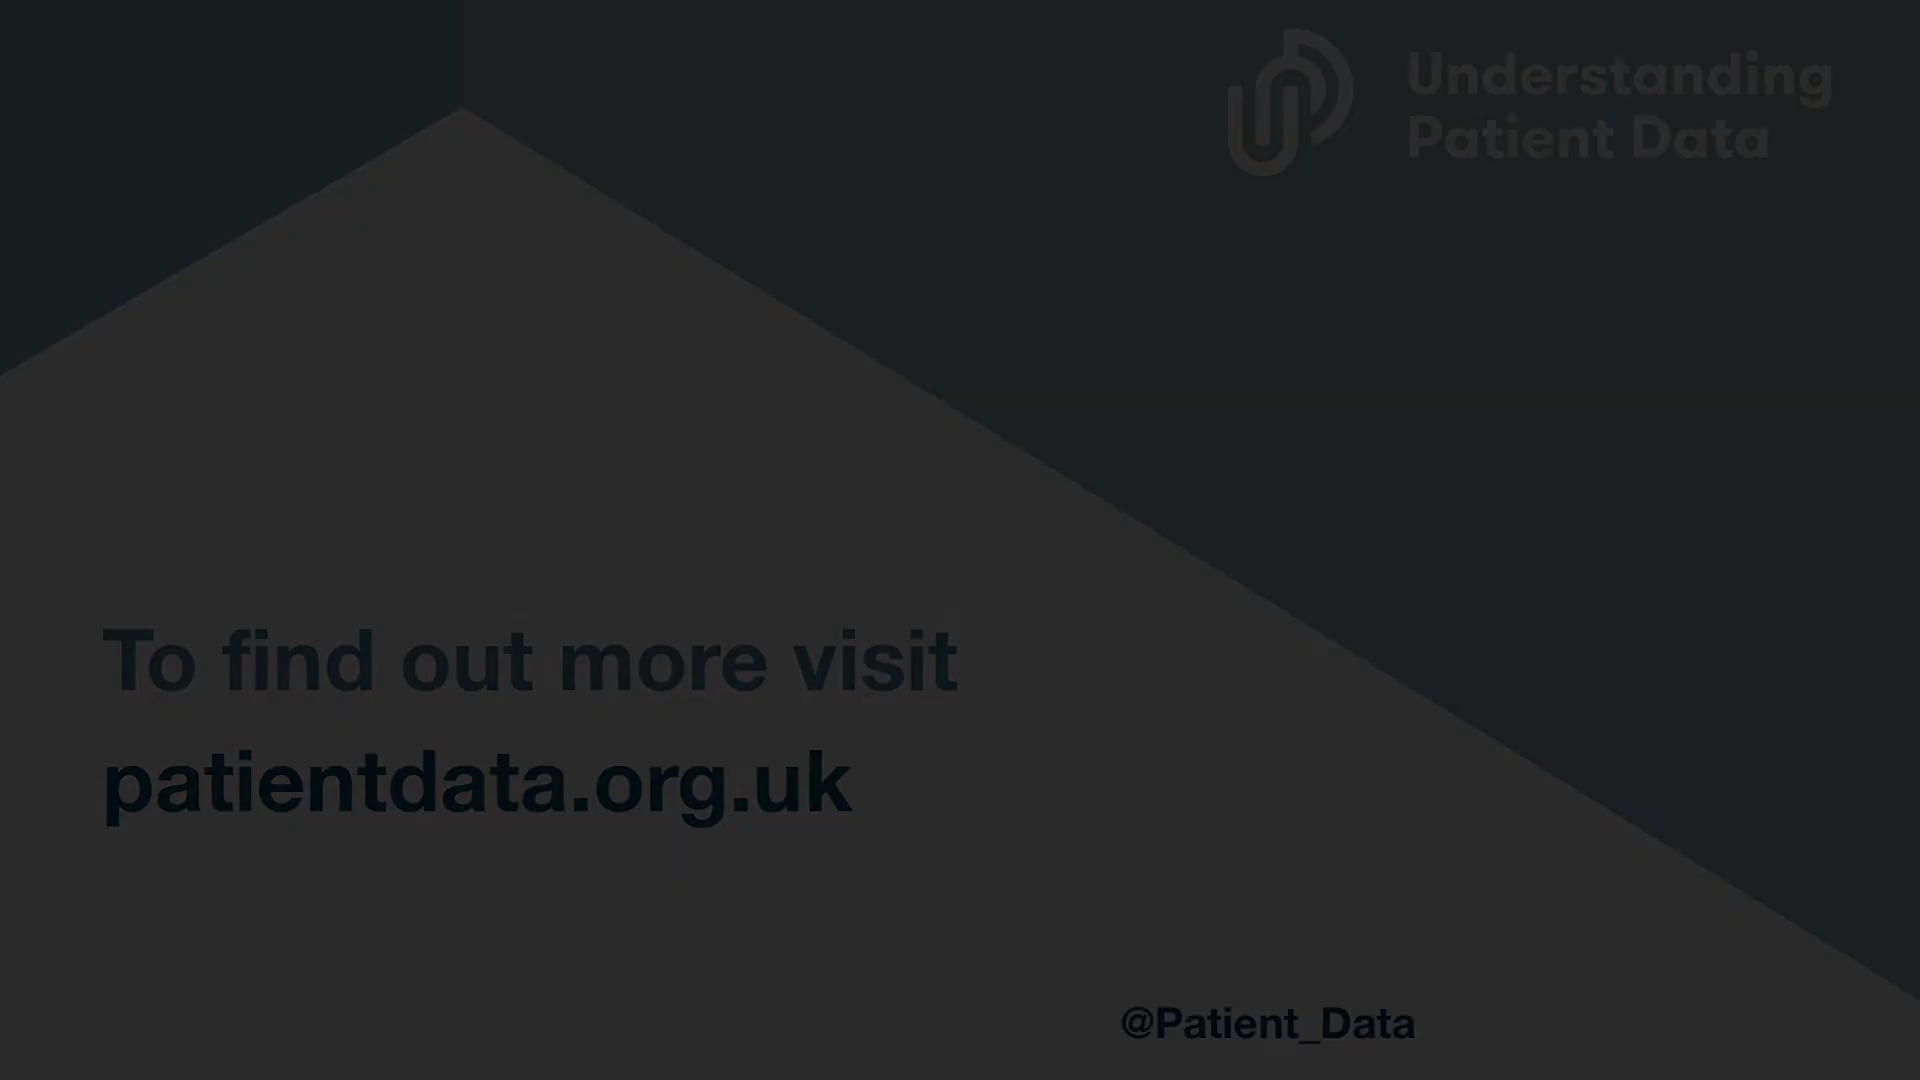 Understanding
Patient Data
To find out more visit
patientdata.org.uk
@Patient_Data